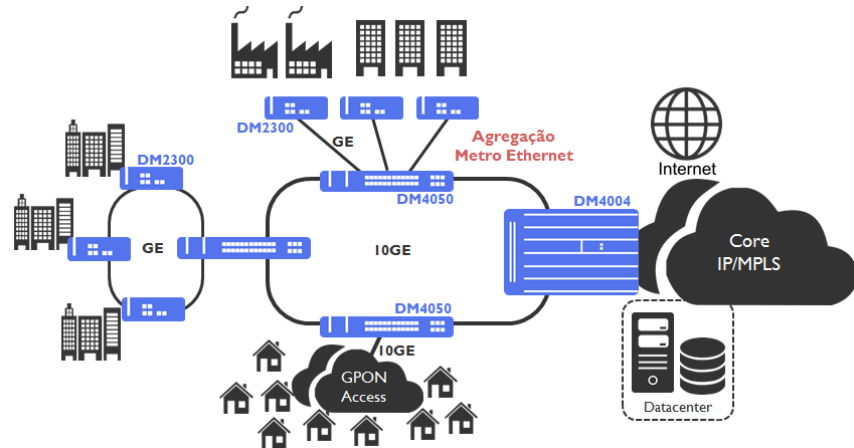 DM2300
GE
Agregação
Metro Ethernet
Internet
DM2300
DM4050
DM4004
GE
10GE
Core
IP/MPLS
DM4050
10GE
GPON
Access
Datacenter